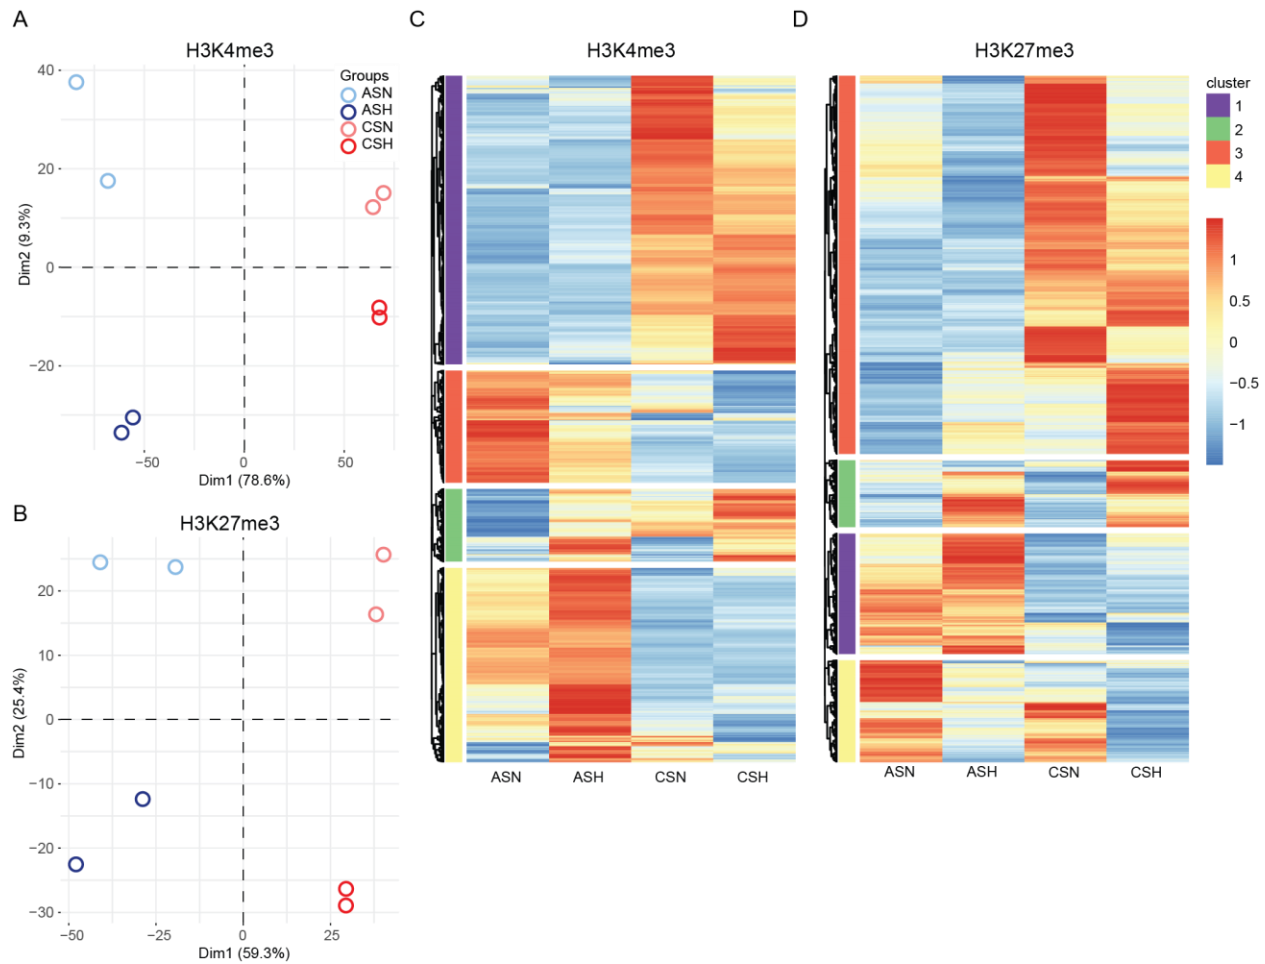 A
H3K4me3
40
20
0
−20
−50
0
50
Dim1 (78.6%)
Dim2 (9.3%)
Groups
ASN
ASH
CSN
CSH
B
H3K27me3
20
10
0
−10
−20
−30
−50
−25
0
25
Dim1 (59.3%)
Dim2 (25.4%)
C
H3K4me3
ASN
ASH
CSN
CSH
D
H3K27me3
ASN
ASH
CSN
CSH
cluster
1
2
3
4
1
0.5
0
−0.5
−1